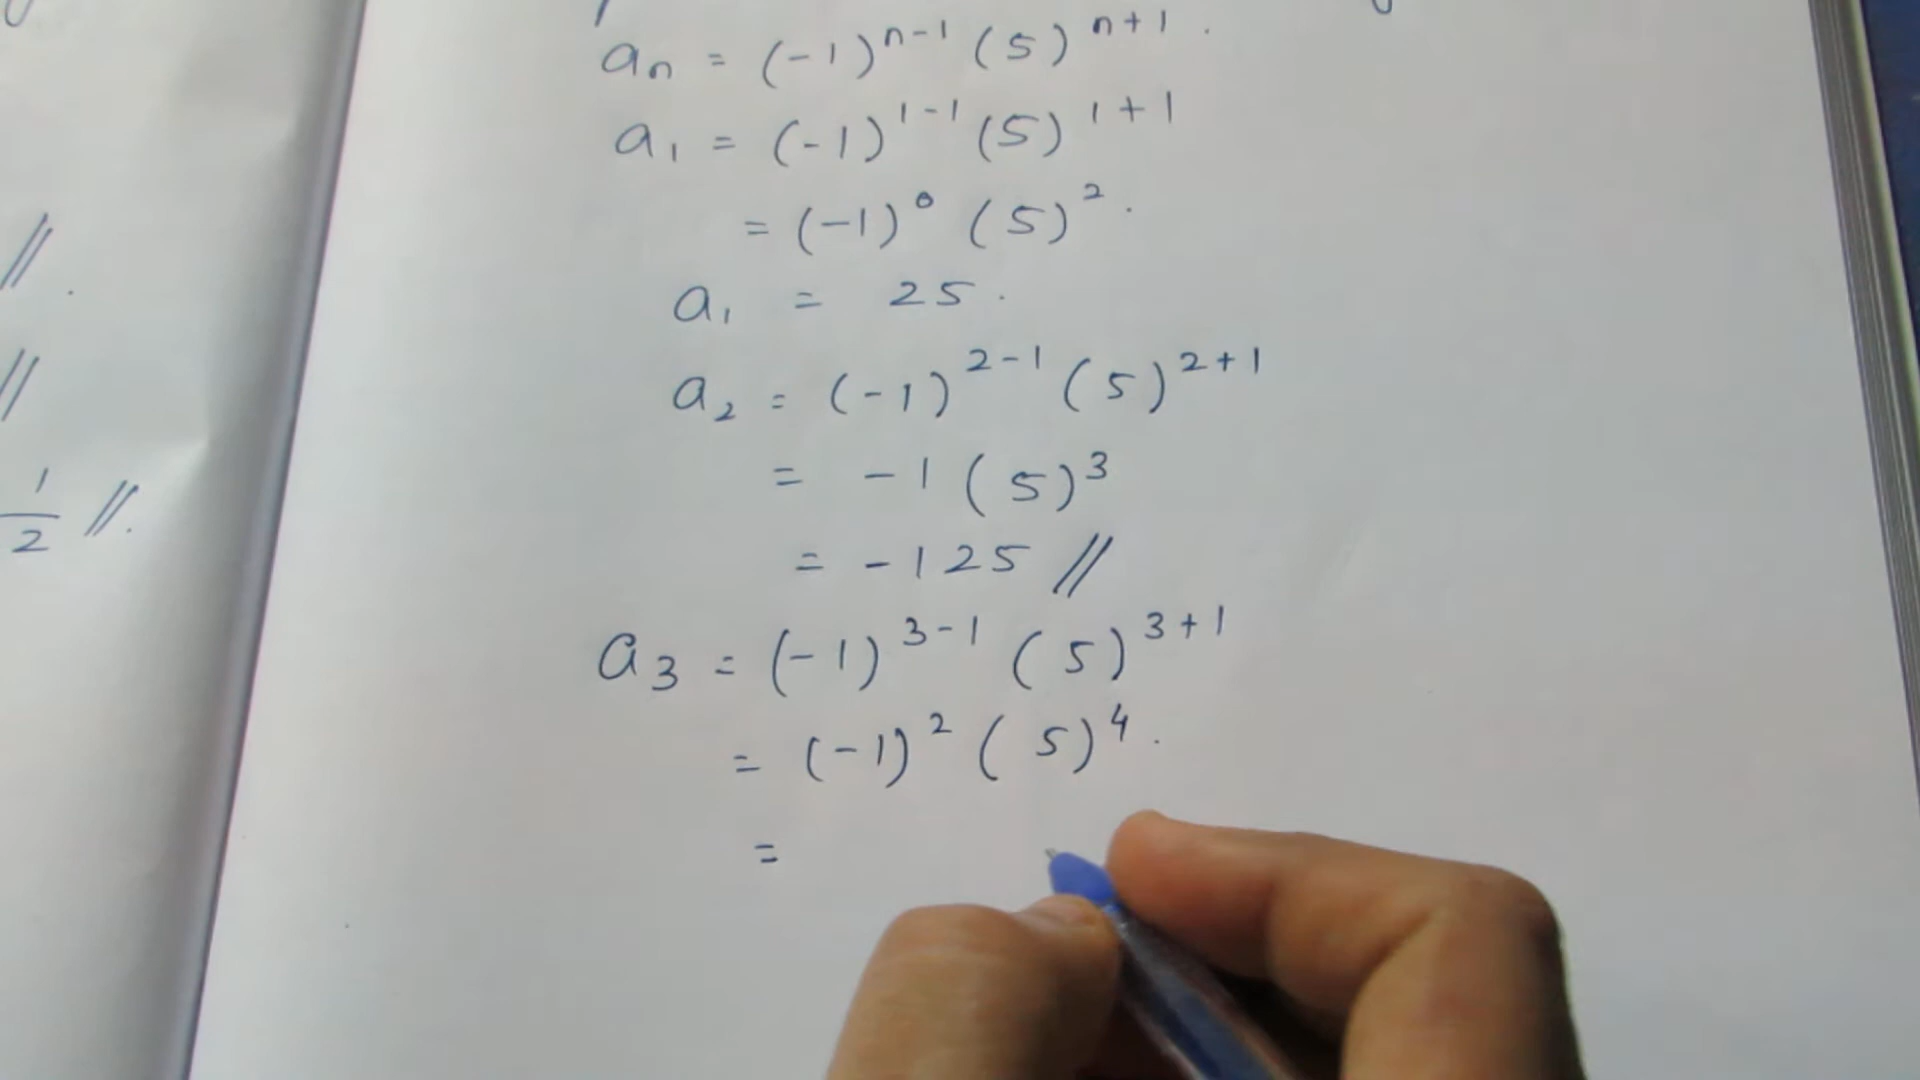 //.
//
1/2 //.
aₙ = (-1)ⁿ⁻¹ (5)ⁿ⁺¹.
a₁ = (-1)¹⁻¹ (5)¹⁺¹
= (-1)⁰ (5)².
a₁ = 25.
a₂ = (-1)²⁻¹ (5)²⁺¹
= -1 (5)³
= -125 //
a₃ = (-1)³⁻¹ (5)³⁺¹
= (-1)² (5)⁴.
=